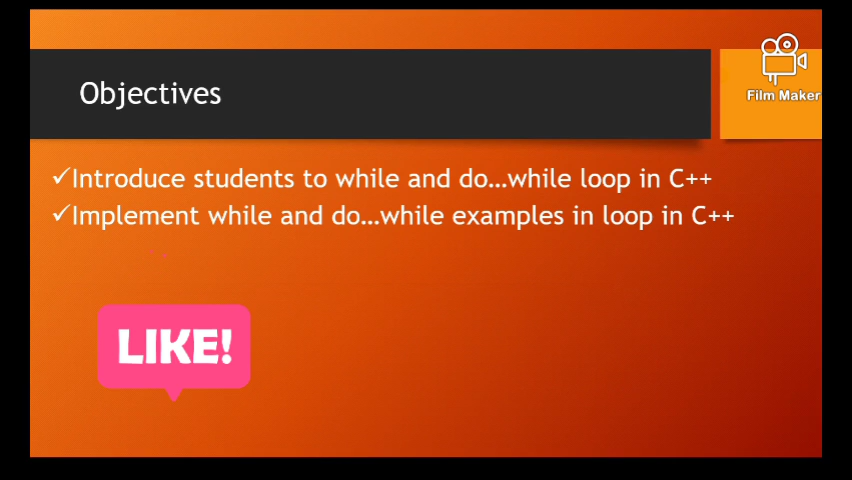 Objectives
Film Maker
✓Introduce students to while and do…while loop in C++
✓Implement while and do…while examples in loop in C++
LIKE!